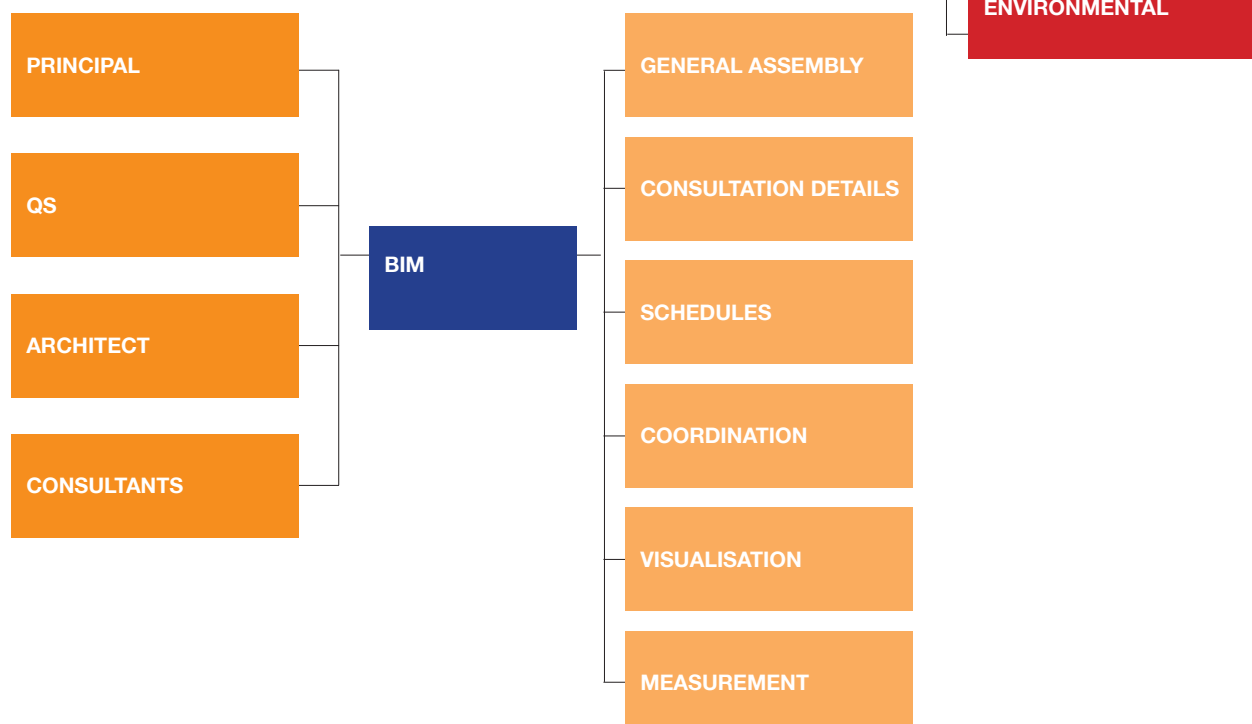 PRINCIPAL
QS
ARCHITECT
CONSULTANTS
BIM
GENERAL ASSEMBLY
CONSULTATION DETAILS
SCHEDULES
COORDINATION
VISUALISATION
MEASUREMENT
ENVIRONMENTAL